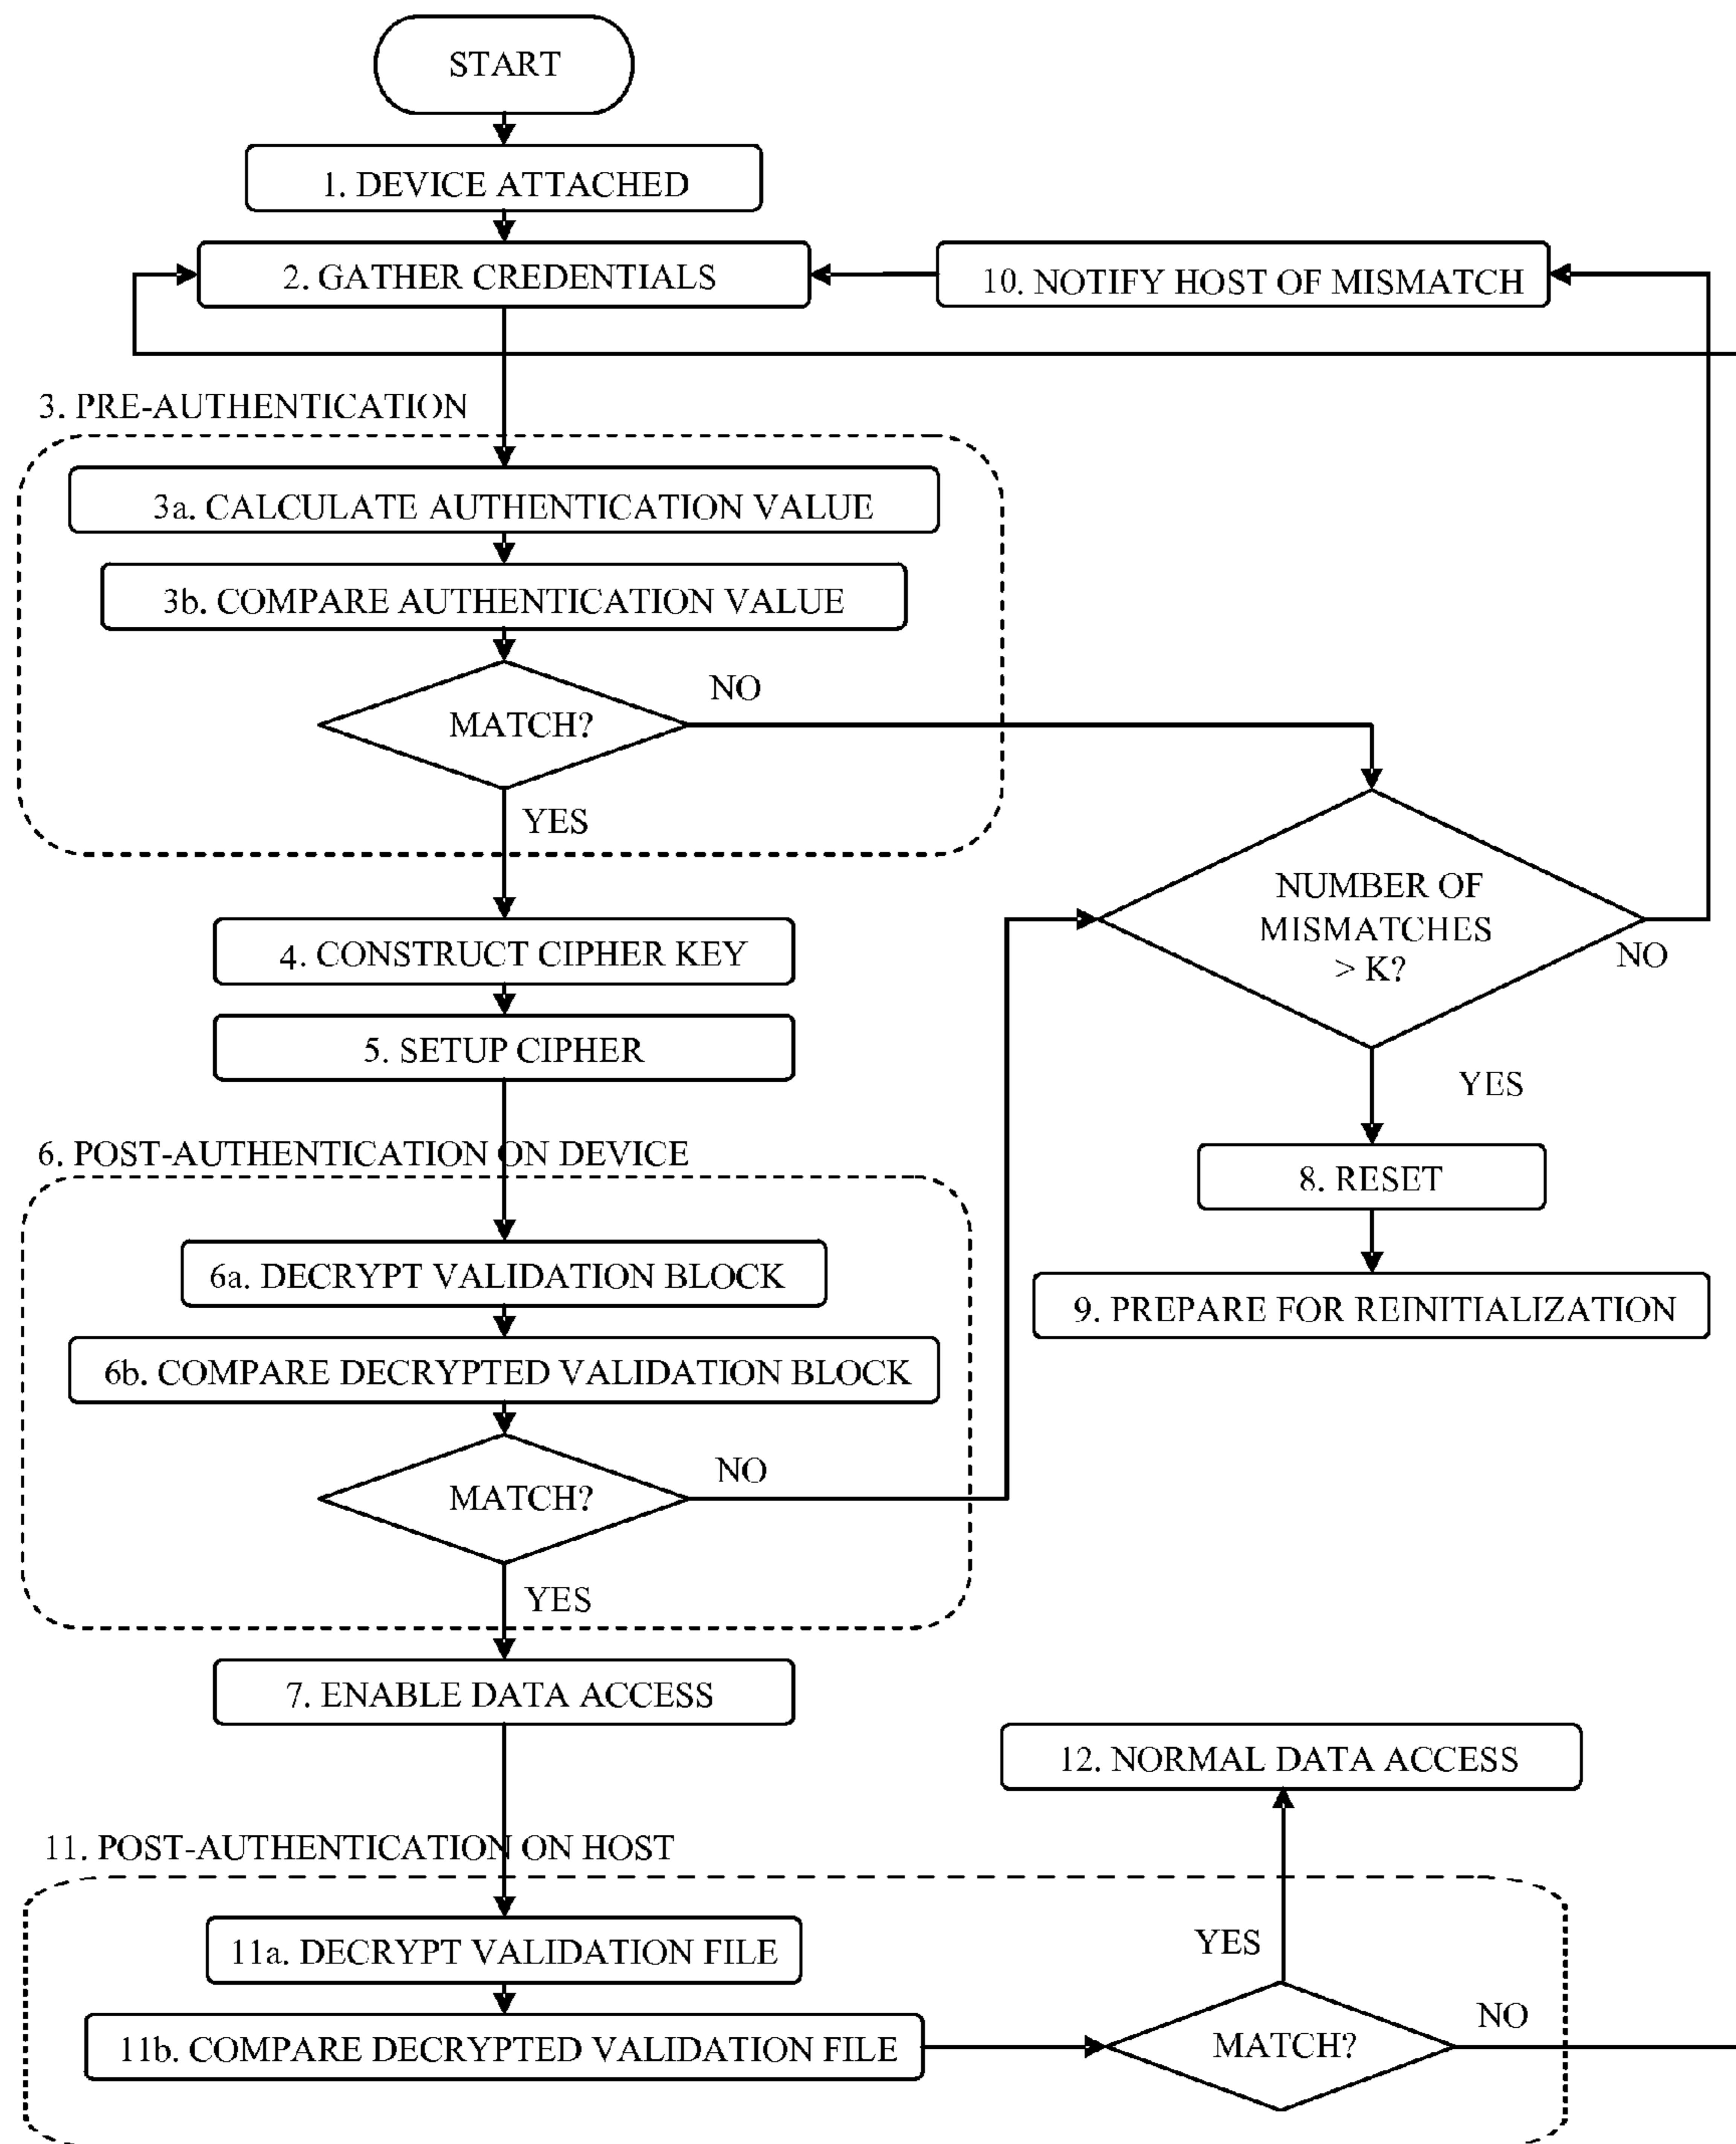 START
1. DEVICE ATTACHED
2. GATHER CREDENTIALS
10. NOTIFY HOST OF MISMATCH
3. PRE-AUTHENTICATION
3a. CALCULATE AUTHENTICATION VALUE
3b. COMPARE AUTHENTICATION VALUE
NO
MATCH?
YES
NUMBER OF
MISMATCHES
> K?
NO
4. CONSTRUCT CIPHER KEY
5. SETUP CIPHER
YES
6. POST-AUTHENTICATION ON DEVICE
8. RESET
6a. DECRYPT VALIDATION BLOCK
9. PREPARE FOR REINITIALIZATION
6b. COMPARE DECRYPTED VALIDATION BLOCK
NO
MATCH?
YES
7. ENABLE DATA ACCESS
12. NORMAL DATA ACCESS
11. POST-AUTHENTICATION ON HOST
11a. DECRYPT VALIDATION FILE
YES
11b. COMPARE DECRYPTED VALIDATION FILE
MATCH?
NO